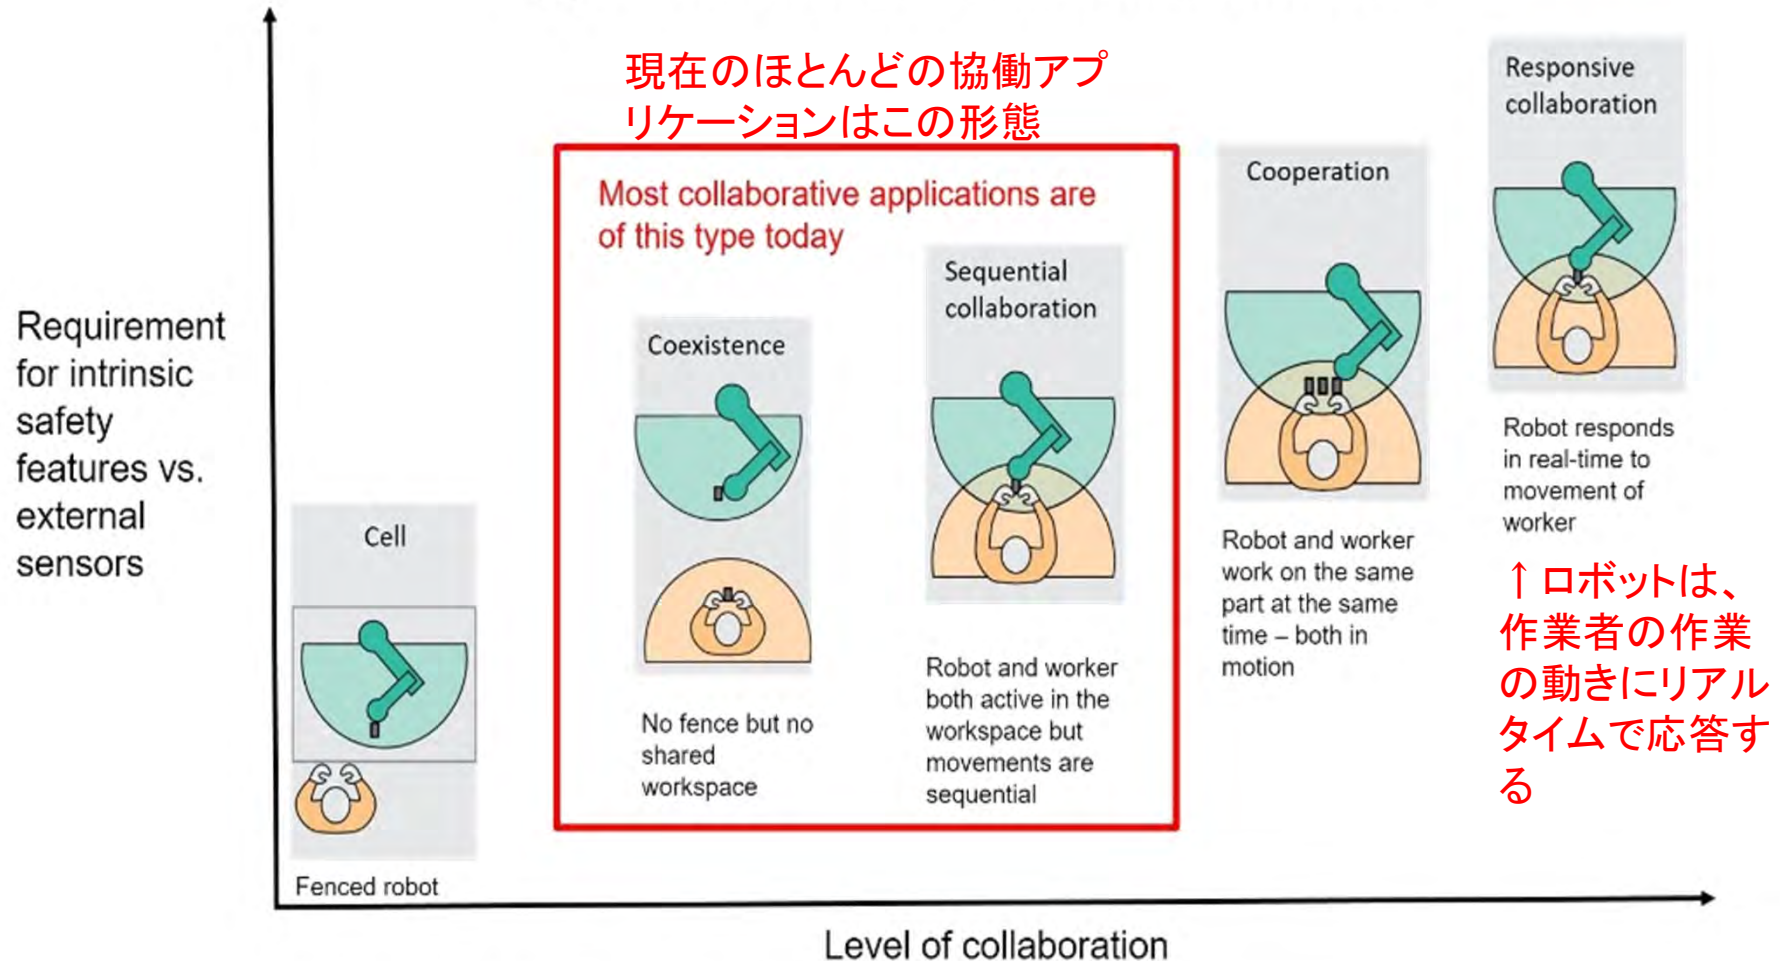 現在のほとんどの協働アプ
リケーションはこの形態
Most collaborative applications are
of this type today
Requirement
for intrinsic
safety
features vs.
external
sensors
Cell
Fenced robot
Coexistence
No fence but no
shared
workspace
Sequential
collaboration
Robot and worker
both active in the
workspace but
movements are
sequential
Cooperation
Robot and worker
work on the same
part at the same
time – both in
motion
Responsive
collaboration
Robot responds
in real-time to
movement of
worker
↑ロボットは、
作業者の作業
の動きにリアル
タイムで応答す
る
Level of collaboration